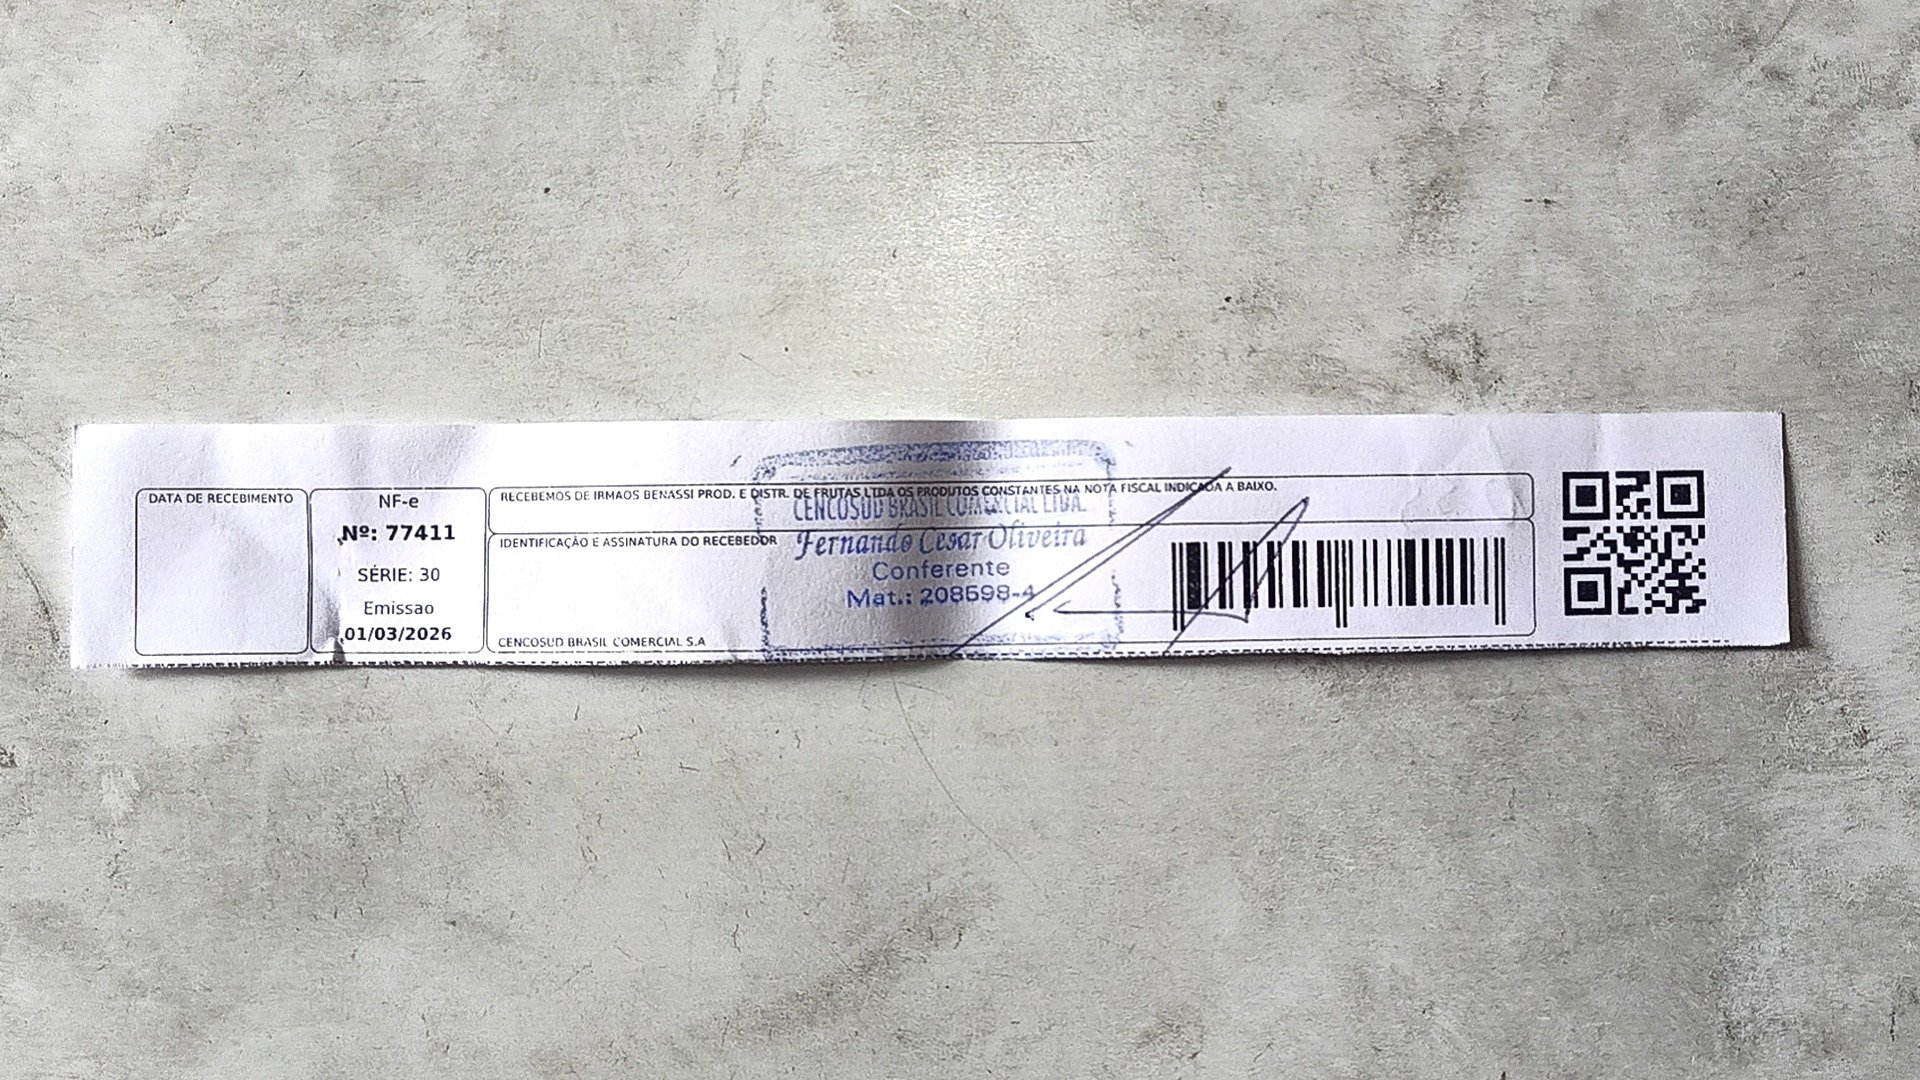 DATA DE RECEBIMENTO
NF-e
Nº: 77411
SÉRIE: 30
Emissao
01/03/2026
RECEBEMOS DE IRMAOS BENASSI PROD. E DISTR. DE FRUTAS LTDA OS PRODUTOS CONSTANTES NA NOTA FISCAL INDICADA A BAIXO.
IDENTIFICAÇÃO E ASSINATURA DO RECEBEDOR
CENCOSUD BRASIL COMERCIAL S.A
CENCOSUD BRASIL COMERCIAL LTDA.
Fernando Cesar Oliveira
Conferente
Mat.: 208598-4